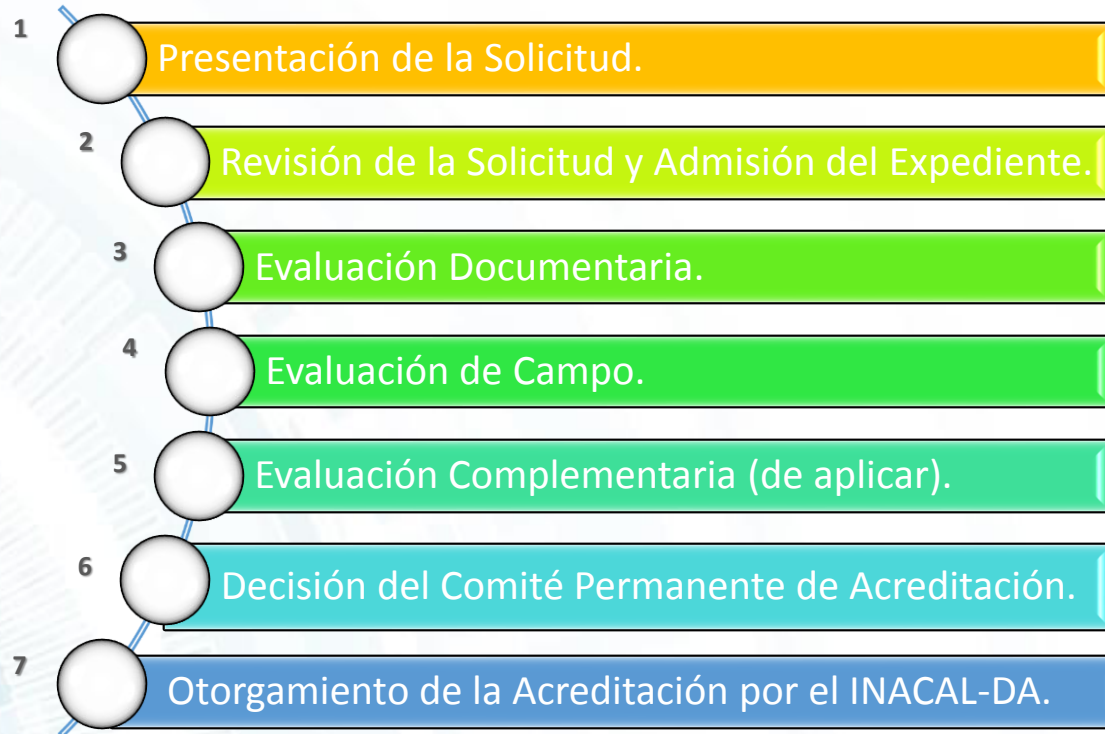 1
Presentación de la Solicitud.
2
Revisión de la Solicitud y Admisión del Expediente.
3
Evaluación Documentaria.
4
Evaluación de Campo.
5
Evaluación Complementaria (de aplicar).
6
Decisión del Comité Permanente de Acreditación.
7
Otorgamiento de la Acreditación por el INACAL-DA.